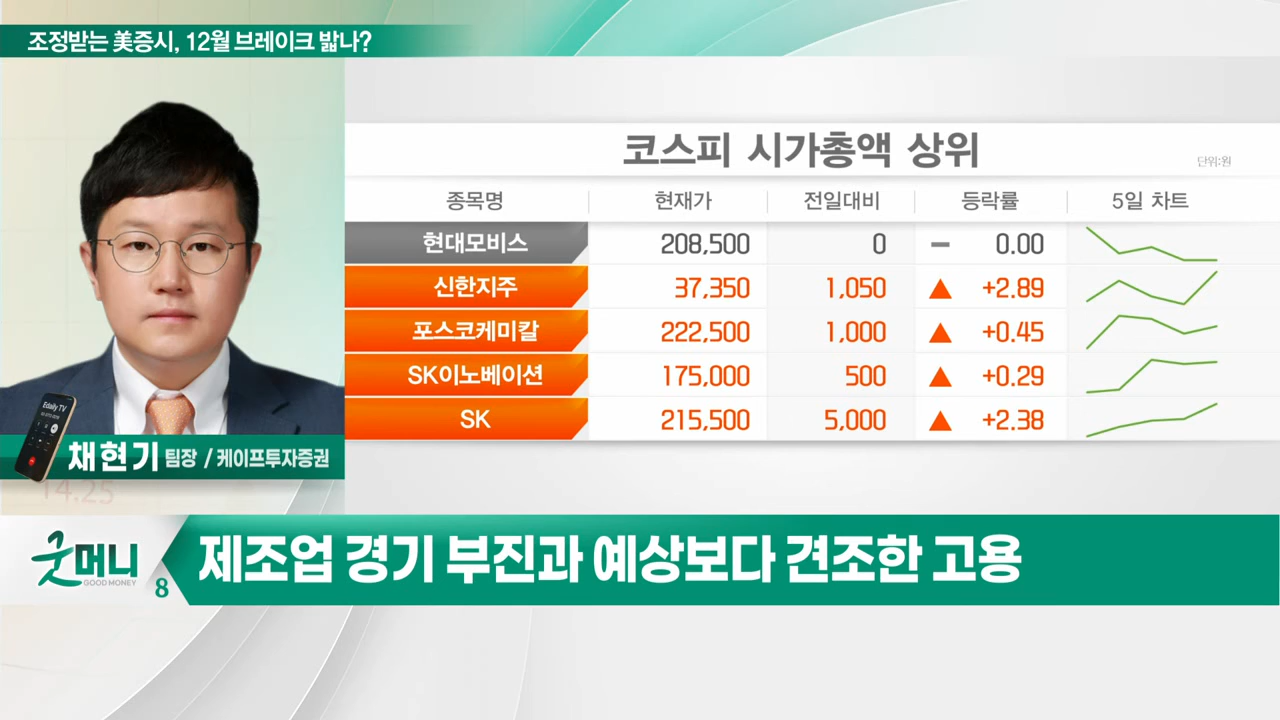 조정받는 美증시, 12월 브레이크 밟나?
코스피 시가총액 상위
단위:원
종목명 현재가 전일대비 등락률 5일 차트
현대모비스 208,500 0 0.00
신한지주 37,350 1,050 ▲ +2.89
포스코케미칼 222,500 1,000 ▲ +0.45
SK이노베이션 175,000 500 ▲ +0.29
SK 215,500 5,000 ▲ +2.38
Edaily TV
채현기 팀장 / 케이프투자증권
14.25
굿머니 8
GOOD MONEY
제조업 경기 부진과 예상보다 견조한 고용